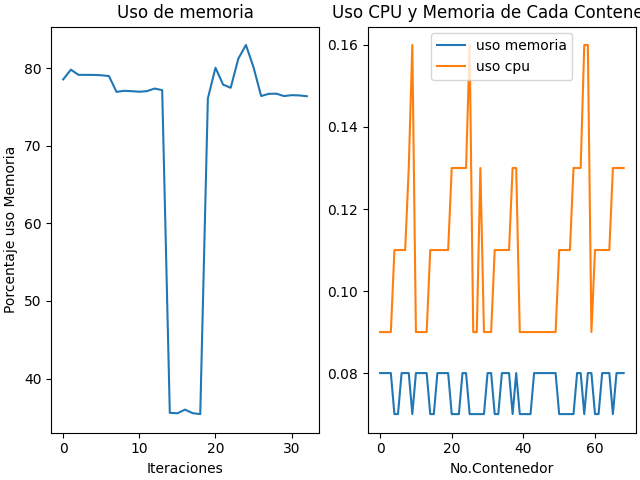 Uso de memoria
Porcentaje uso Memoria
80
70
60
50
40
0
10
20
30
Iteraciones
Uso CPU y Memoria de Cada Contene
uso memoria
uso cpu
0.16
0.14
0.12
0.10
0.08
0
20
40
60
No.Contenedor